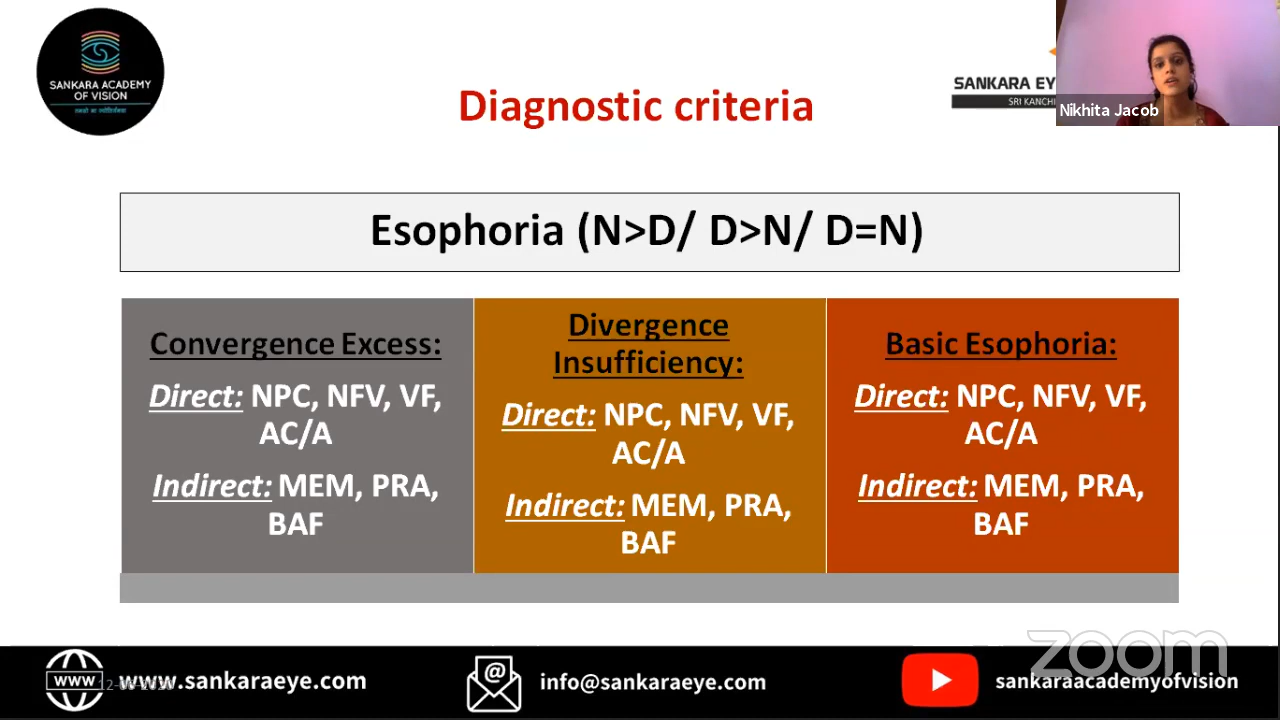 SANKARA ACADEMY
OF VISION
SANKARA EY
SRI KANCHI
Nikhita Jacob
Diagnostic criteria
Esophoria (N>D/ D>N/ D=N)
Convergence Excess:
Direct: NPC, NFV, VF,
AC/A
Indirect: MEM, PRA,
BAF
Divergence
Insufficiency:
Direct: NPC, NFV, VF,
AC/A
Indirect: MEM, PRA,
BAF
Basic Esophoria:
Direct: NPC, NFV, VF,
AC/A
Indirect: MEM, PRA,
BAF
zoom
WWW
www.sankaraeye.com
@
info@sankaraeye.com
sankaraacademyofvision